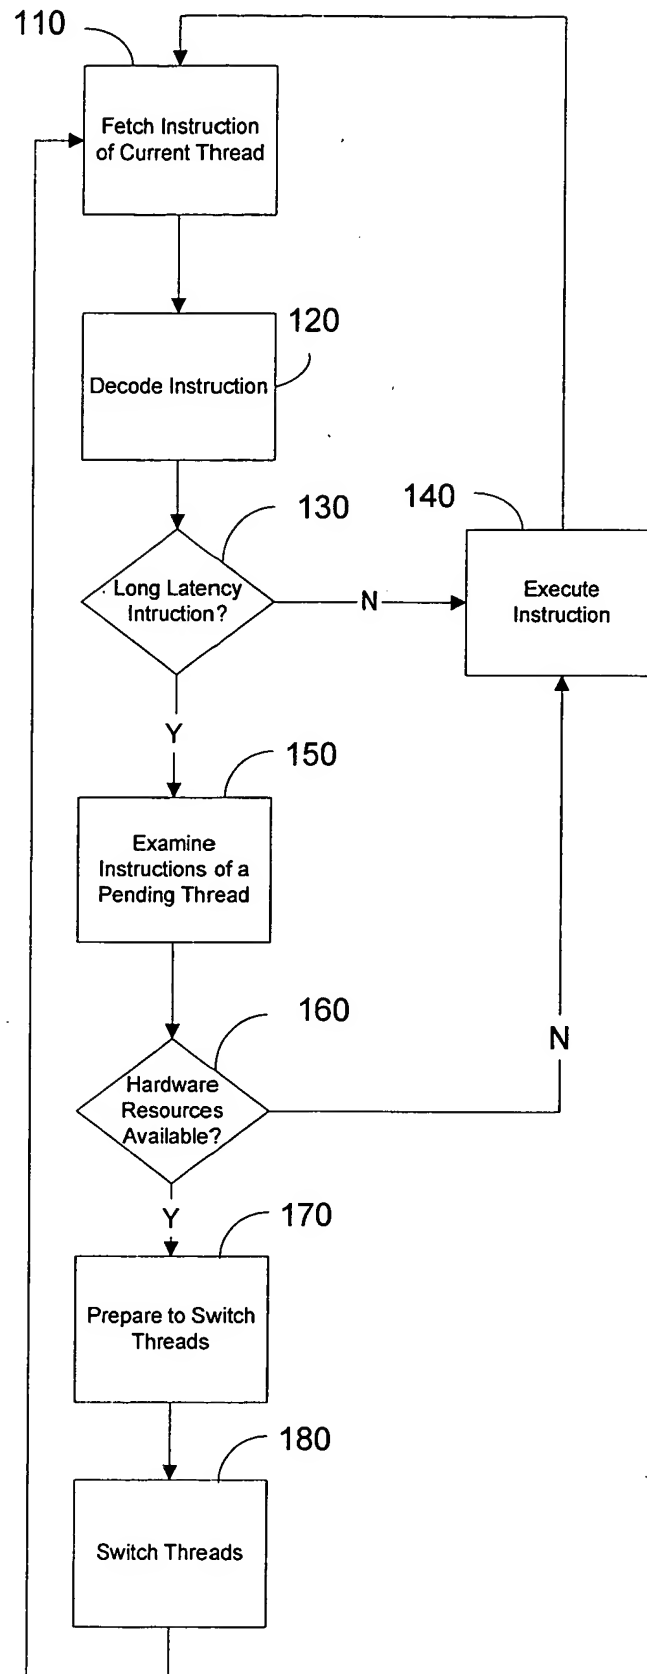 110
Fetch Instruction
of Current Thread
120
Decode Instruction
130
140
Long Latency
Intruction?
N
Execute
Instruction
Y
150
Examine
Instructions of a
Pending Thread
160
N
Hardware
Resources
Available?
Y
170
Prepare to Switch
Threads
180
Switch Threads